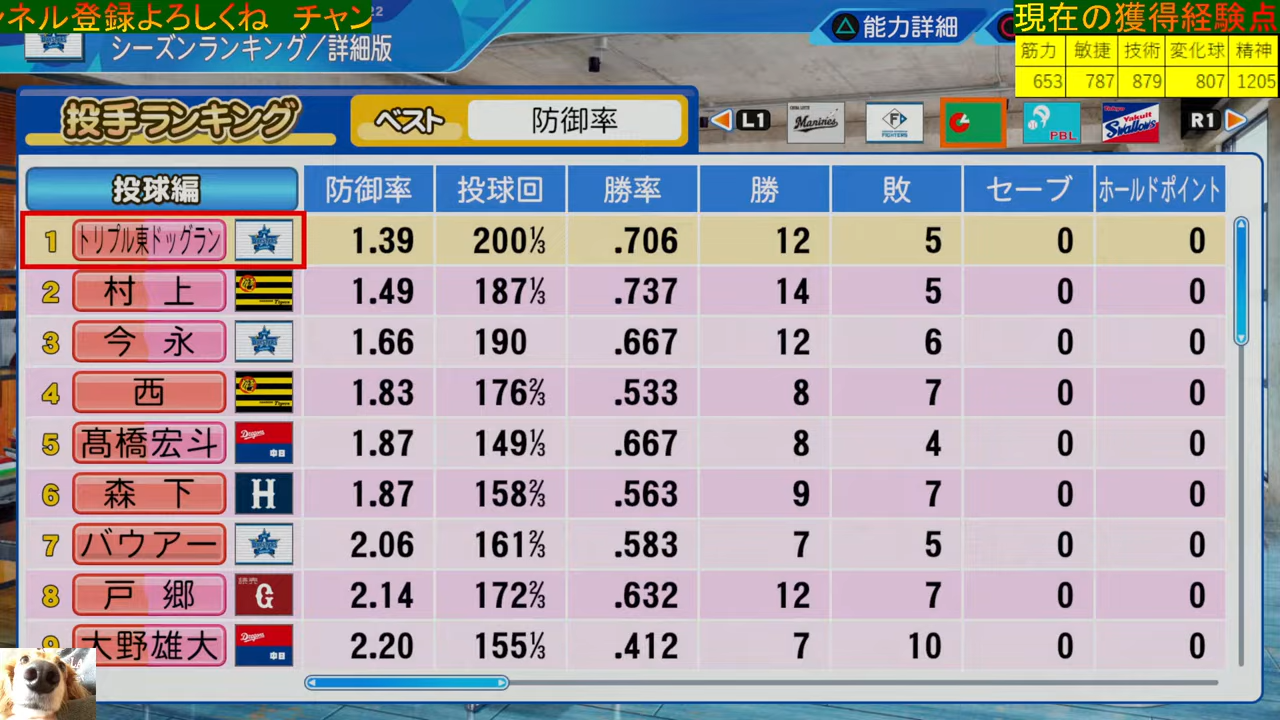 ンネル登録よろしくね　チャン
22
シーズンランキング／詳細版
能力詳細
現在の獲得経験点
筋力 敏捷 技術 変化球 精神
653 787 879 807 1205
投手ランキング
ベスト 防御率
L1 Marines FIGHTERS PBL Yakult Swallows R1
投球編 防御率 投球回 勝率 勝 敗 セーブ ホールドポイント
1 トリプル東ドッグラン 1.39 200⅓ .706 12 5 0 0
2 村上 1.49 187⅓ .737 14 5 0 0
3 今永 1.66 190 .667 12 6 0 0
4 西 1.83 176⅔ .533 8 7 0 0
5 髙橋宏斗 Dragons 中日 1.87 149⅓ .667 8 4 0 0
6 森下 H 1.87 158⅔ .563 9 7 0 0
7 バウアー 2.06 161⅔ .583 7 5 0 0
8 戸郷 G 2.14 172⅔ .632 12 7 0 0
9 大野雄大 Dragons 中日 2.20 155⅓ .412 7 10 0 0